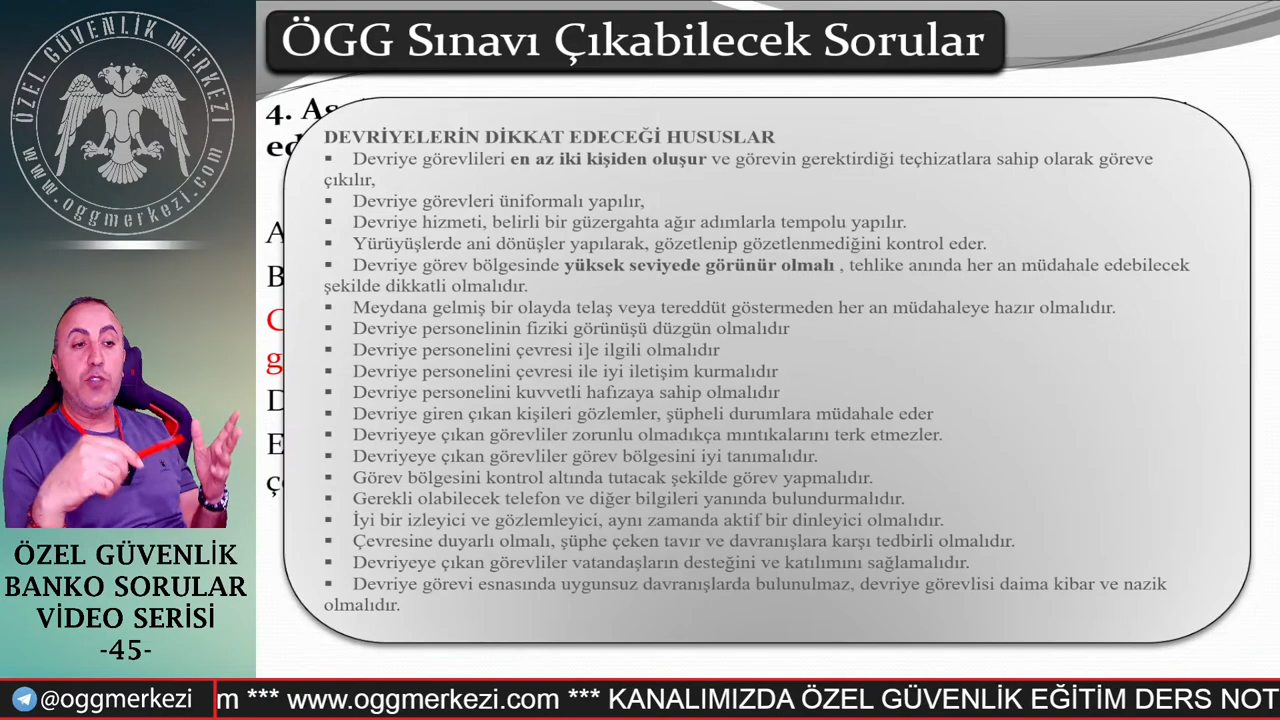 ÖZEL GÜVENLİK MERKEZİ
www.oggmerkezi.com
ÖGG Sınavı Çıkabilecek Sorular
4. As
ed
A
B
C
g
D
E
ç
DEVRİYELERİN DİKKAT EDECEĞİ HUSUSLAR
▪ Devriye görevlileri en az iki kişiden oluşur ve görevin gerektirdiği teçhizatlara sahip olarak göreve
çıkılır,
▪ Devriye görevleri üniformalı yapılır,
▪ Devriye hizmeti, belirli bir güzergahta ağır adımlarla tempolu yapılır.
▪ Yürüyüşlerde ani dönüşler yapılarak, gözetlenip gözetlenmediğini kontrol eder.
▪ Devriye görev bölgesinde yüksek seviyede görünür olmalı , tehlike anında her an müdahale edebilecek
şekilde dikkatli olmalıdır.
▪ Meydana gelmiş bir olayda telaş veya tereddüt göstermeden her an müdahaleye hazır olmalıdır.
▪ Devriye personelinin fiziki görünüşü düzgün olmalıdır
▪ Devriye personelini çevresi i]e ilgili olmalıdır
▪ Devriye personelini çevresi ile iyi iletişim kurmalıdır
▪ Devriye personelini kuvvetli hafızaya sahip olmalıdır
▪ Devriye giren çıkan kişileri gözlemler, şüpheli durumlara müdahale eder
▪ Devriyeye çıkan görevliler zorunlu olmadıkça mıntıkalarını terk etmezler.
▪ Devriyeye çıkan görevliler görev bölgesini iyi tanımalıdır.
▪ Görev bölgesini kontrol altında tutacak şekilde görev yapmalıdır.
▪ Gerekli olabilecek telefon ve diğer bilgileri yanında bulundurmalıdır.
▪ İyi bir izleyici ve gözlemleyici, aynı zamanda aktif bir dinleyici olmalıdır.
▪ Çevresine duyarlı olmalı, şüphe çeken tavır ve davranışlara karşı tedbirli olmalıdır.
▪ Devriyeye çıkan görevliler vatandaşların desteğini ve katılımını sağlamalıdır.
▪ Devriye görevi esnasında uygunsuz davranışlarda bulunulmaz, devriye görevlisi daima kibar ve nazik
olmalıdır.
ÖZEL GÜVENLİK
BANKO SORULAR
VİDEO SERİSİ
-45-
@oggmerkezi
m *** www.oggmerkezi.com *** KANALIMIZDA ÖZEL GÜVENLİK EĞİTİM DERS NOT